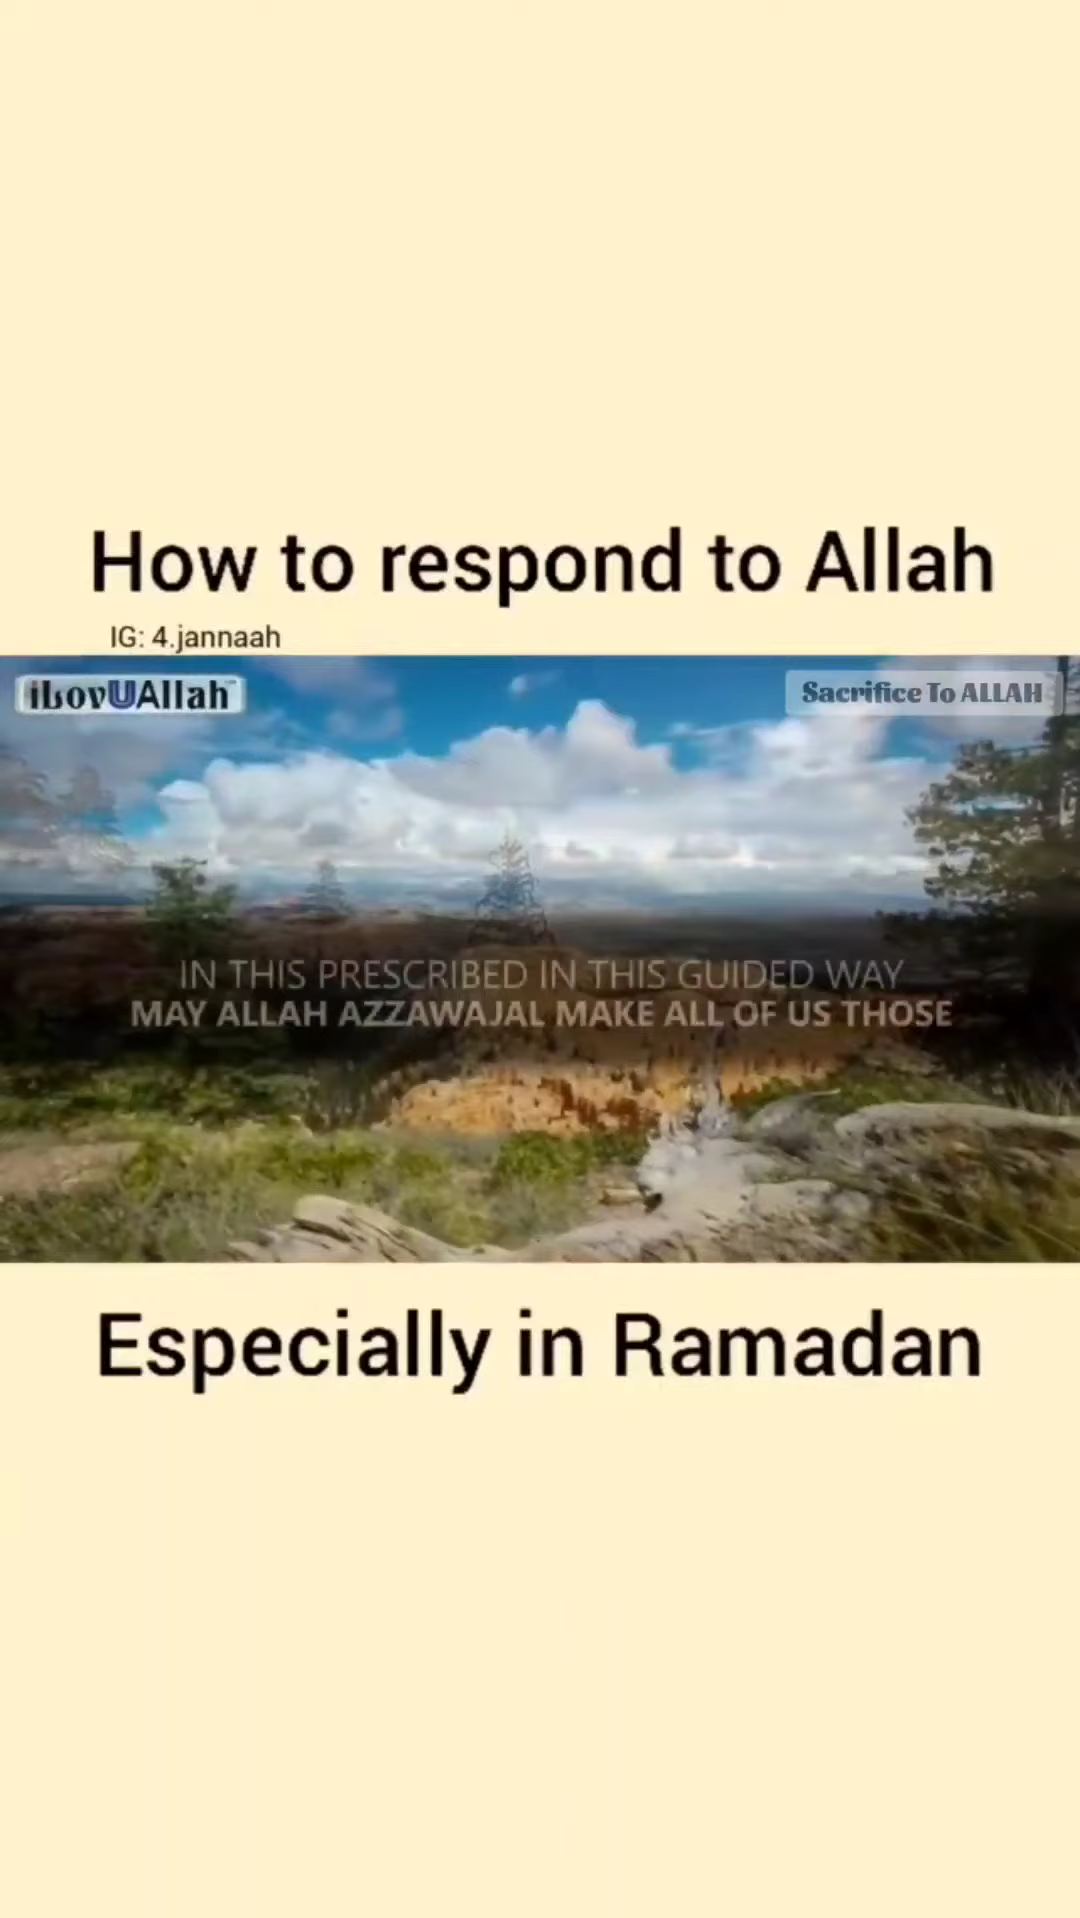 How to respond to Allah
IG: 4.jannaah
iLovUAllah™
Sacrifice To ALLAH
IN THIS PRESCRIBED IN THIS GUIDED WAY
MAY ALLAH AZZAWAJAL MAKE ALL OF US THOSE
Especially in Ramadan